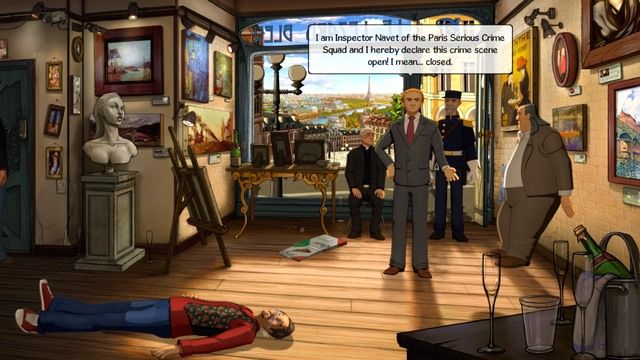 I am Inspector Navet of the Paris Serious Crime
Squad and I hereby declare this crime scene
open! I mean... closed.